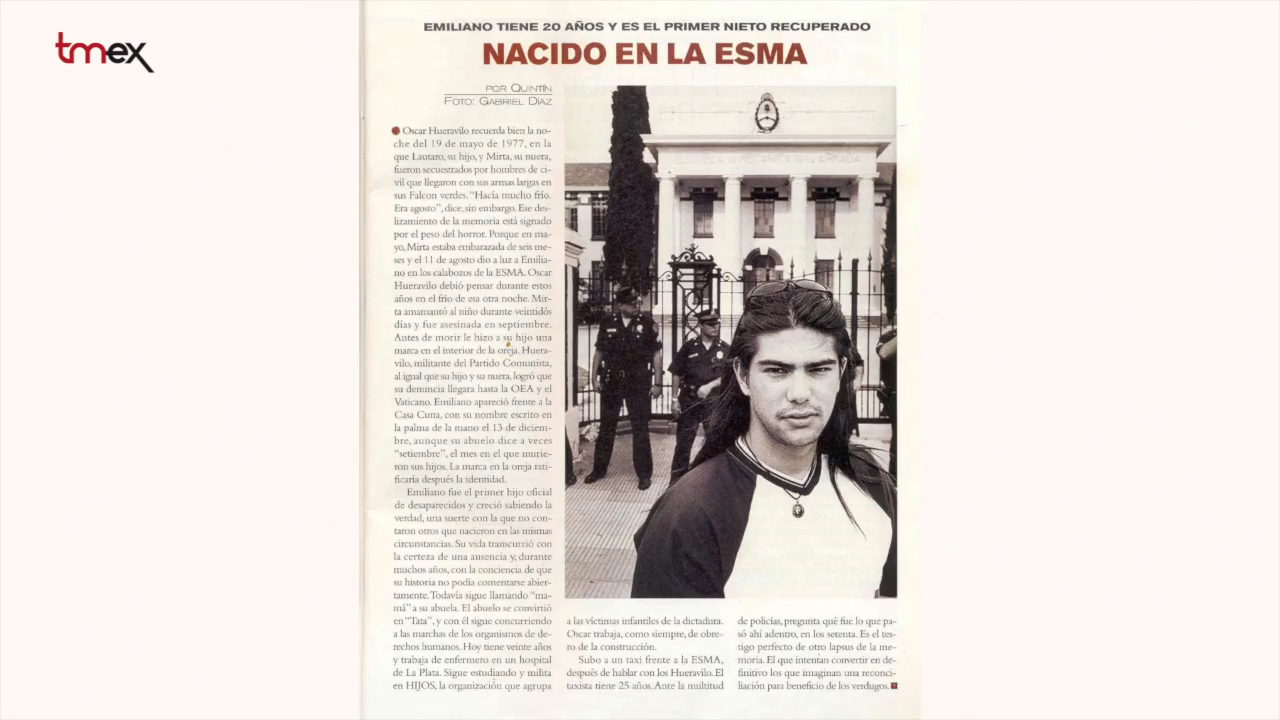 tmex
EMILIANO TIENE 20 AÑOS Y ES EL PRIMER NIETO RECUPERADO
NACIDO EN LA ESMA
POR QUINTÍN
FOTO: GABRIEL DÍAZ
Oscar Hueravilo recuerda bien la no-
che del 19 de mayo de 1977, en la
que Lautaro, su hijo, y Mirta, su nuera,
fueron secuestrados por hombres de ci-
vil que llegaron con sus armas largas en
sus Falcon verdes. “Hacía mucho frío.
Era agosto”, dice, sin embargo. Ese des-
lizamiento de la memoria está signado
por el peso del horror. Porque en ma-
yo, Mirta estaba embarazada de seis me-
ses y el 11 de agosto dio a luz a Emilia-
no en los calabozos de la ESMA. Oscar
Hueravilo debió pensar durante estos
años en el frío de esa otra noche. Mir-
ta amamantó al niño durante veintidós
días y fue asesinada en septiembre.
Antes de morir le hizo a su hijo una
marca en el interior de la oreja. Huera-
vilo, militante del Partido Comunista,
al igual que su hijo y su nuera, logró que
su denuncia llegara hasta la OEA y el
Vaticano. Emiliano apareció frente a la
Casa Cuna, con su nombre escrito en
la palma de la mano el 13 de diciem-
bre, aunque su abuelo dice a veces
“setiembre”, el mes en el que murie-
ron sus hijos. La marca en la oreja rati-
ficaría después la identidad.
Emiliano fue el primer hijo oficial
de desaparecidos y creció sabiendo la
verdad, una suerte con la que no con-
taron otros que nacieron en las mismas
circunstancias. Su vida transcurrió con
la certeza de una ausencia y, durante
muchos años, con la conciencia de que
su historia no podía comentarse abier-
tamente. Todavía sigue llamando “ma-
má” a su abuela. El abuelo se convirtió
en “Tata”, y con él sigue concurriendo
a las marchas de los organismos de de-
rechos humanos. Hoy tiene veinte años
y trabaja de enfermero en un hospital
de La Plata. Sigue estudiando y milita
en HIJOS, la organización que agrupa
a las víctimas infantiles de la dictadura.
Oscar trabaja, como siempre, de obre-
ro de la construcción.
Subo a un taxi frente a la ESMA,
después de hablar con los Hueravilo. El
taxista tiene 25 años. Ante la multitud
de policías, pregunta qué fue lo que pa-
só ahí adentro, en los setenta. Es el tes-
tigo perfecto de otro lapsus de la me-
moria. El que intentan convertir en de-
finitivo los que imaginan una reconci-
liación para beneficio de los verdugos.